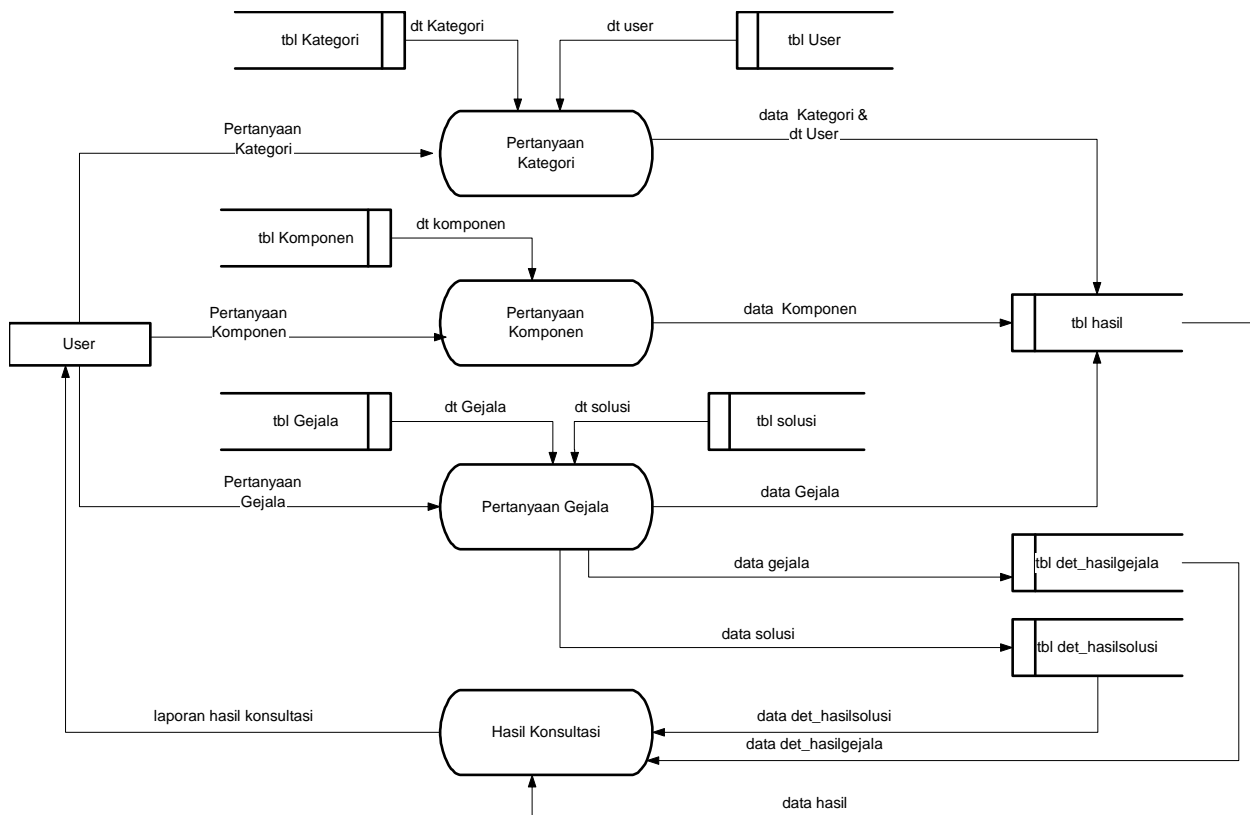 dt Kategori
dt user
tbl Kategori
tbl User
Pertanyaan
Kategori
Pertanyaan
Kategori
data  Kategori &
dt User
tbl Komponen
dt komponen
Pertanyaan
Komponen
Pertanyaan
Komponen
data  Komponen
tbl hasil
User
tbl Gejala
dt Gejala
dt solusi
tbl solusi
Pertanyaan
Gejala
Pertanyaan Gejala
data Gejala
data gejala
tbl det_hasilgejala
data solusi
tbl det_hasilsolusi
laporan hasil konsultasi
Hasil Konsultasi
data det_hasilsolusi
data det_hasilgejala
data hasil